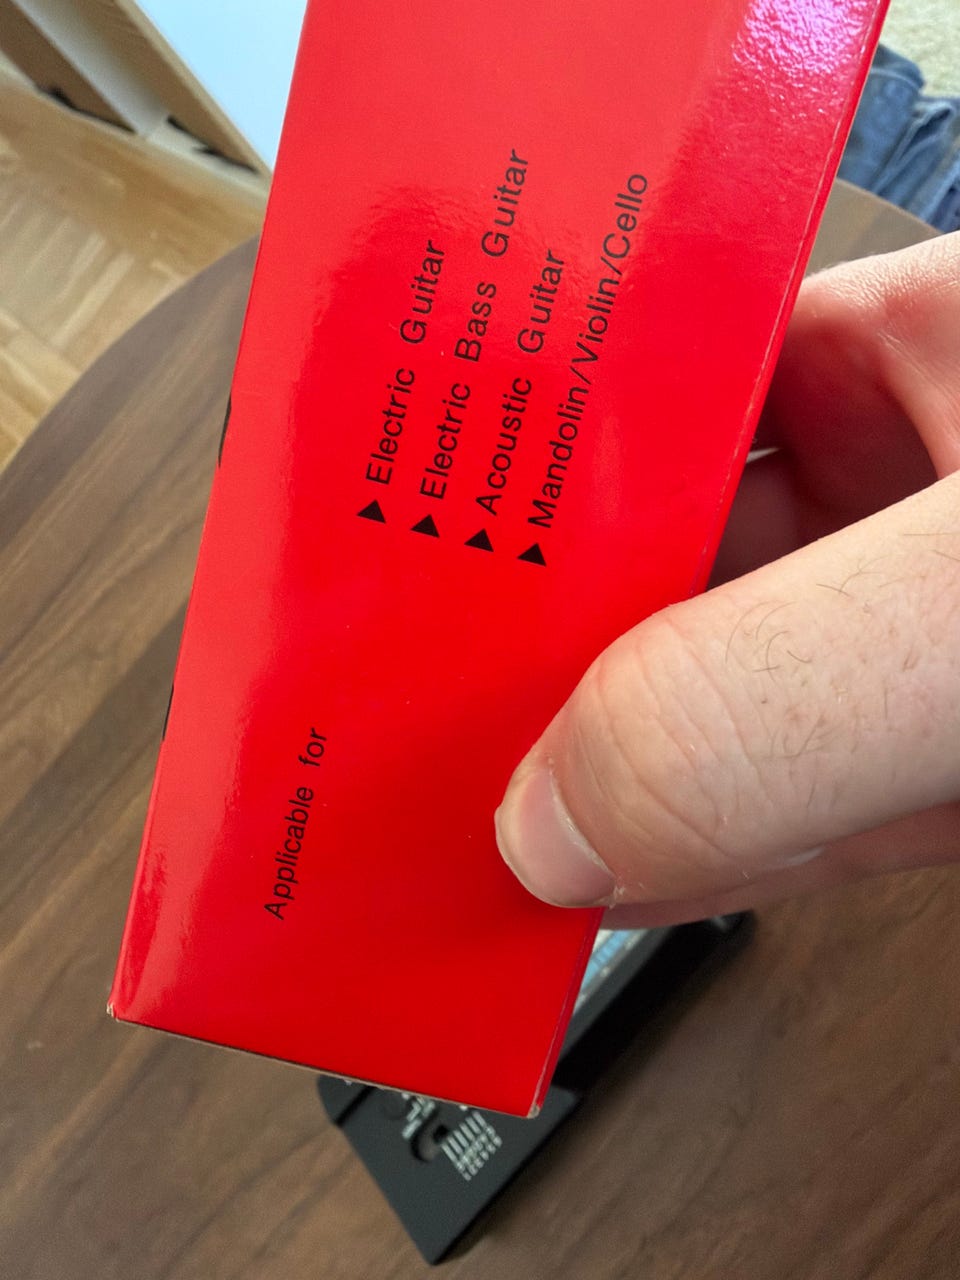 Applicable for
▶ Electric Guitar
▶ Electric Bass Guitar
▶ Acoustic Guitar
▶ Mandolin/Violin/Cello